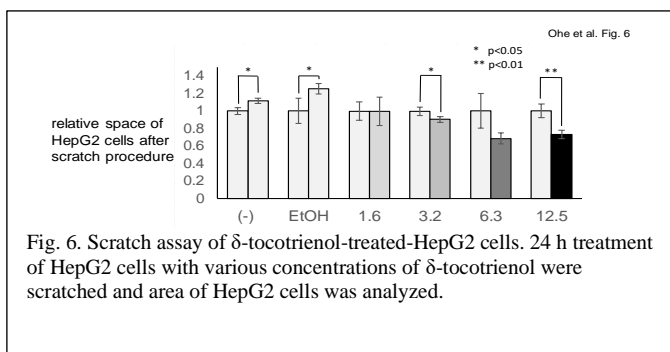 Ohe et al. Fig. 6
* p<0.05
** p<0.01
* * * **
1.4
1.2
1
0.8
0.6
0.4
0.2
0
relative space of
HepG2 cells after
scratch procedure
(-) EtOH 1.6 3.2 6.3 12.5
Fig. 6. Scratch assay of δ-tocotrienol-treated-HepG2 cells. 24 h treatment
of HepG2 cells with various concentrations of δ-tocotrienol were
scratched and area of HepG2 cells was analyzed.